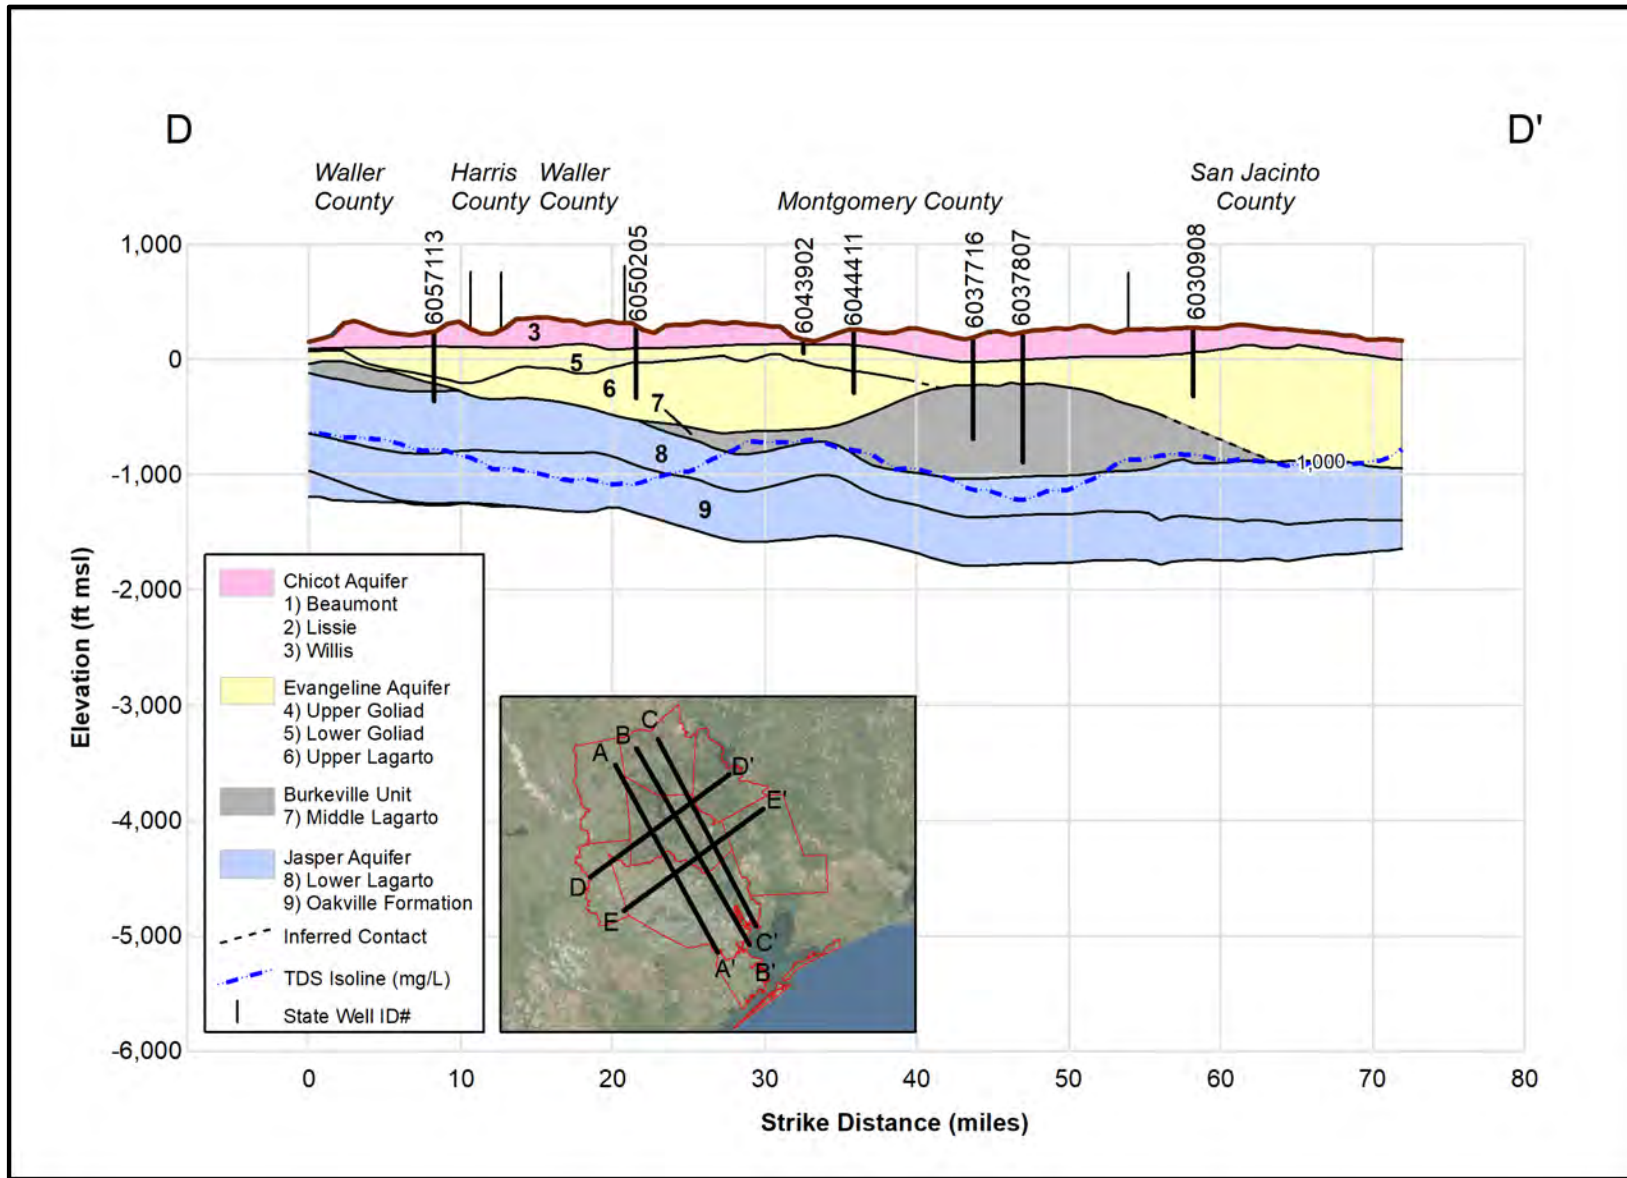 D
D'
Waller
County
Harris
County
Waller
County
Montgomery County
San Jacinto
County
6057113
6050205
6043902
6044411
6037716
6037807
6030908
1,000
0
-1,000
-2,000
-3,000
-4,000
-5,000
-6,000
Elevation (ft msl)
3
5
6
7
8
9
1,000
Chicot Aquifer
1) Beaumont
2) Lissie
3) Willis
Evangeline Aquifer
4) Upper Goliad
5) Lower Goliad
6) Upper Lagarto
Burkeville Unit
7) Middle Lagarto
Jasper Aquifer
8) Lower Lagarto
9) Oakville Formation
Inferred Contact
TDS Isoline (mg/L)
State Well ID#
A
B
C
D'
E'
D
E
A'
B'
C'
0 10 20 30 40 50 60 70 80
Strike Distance (miles)